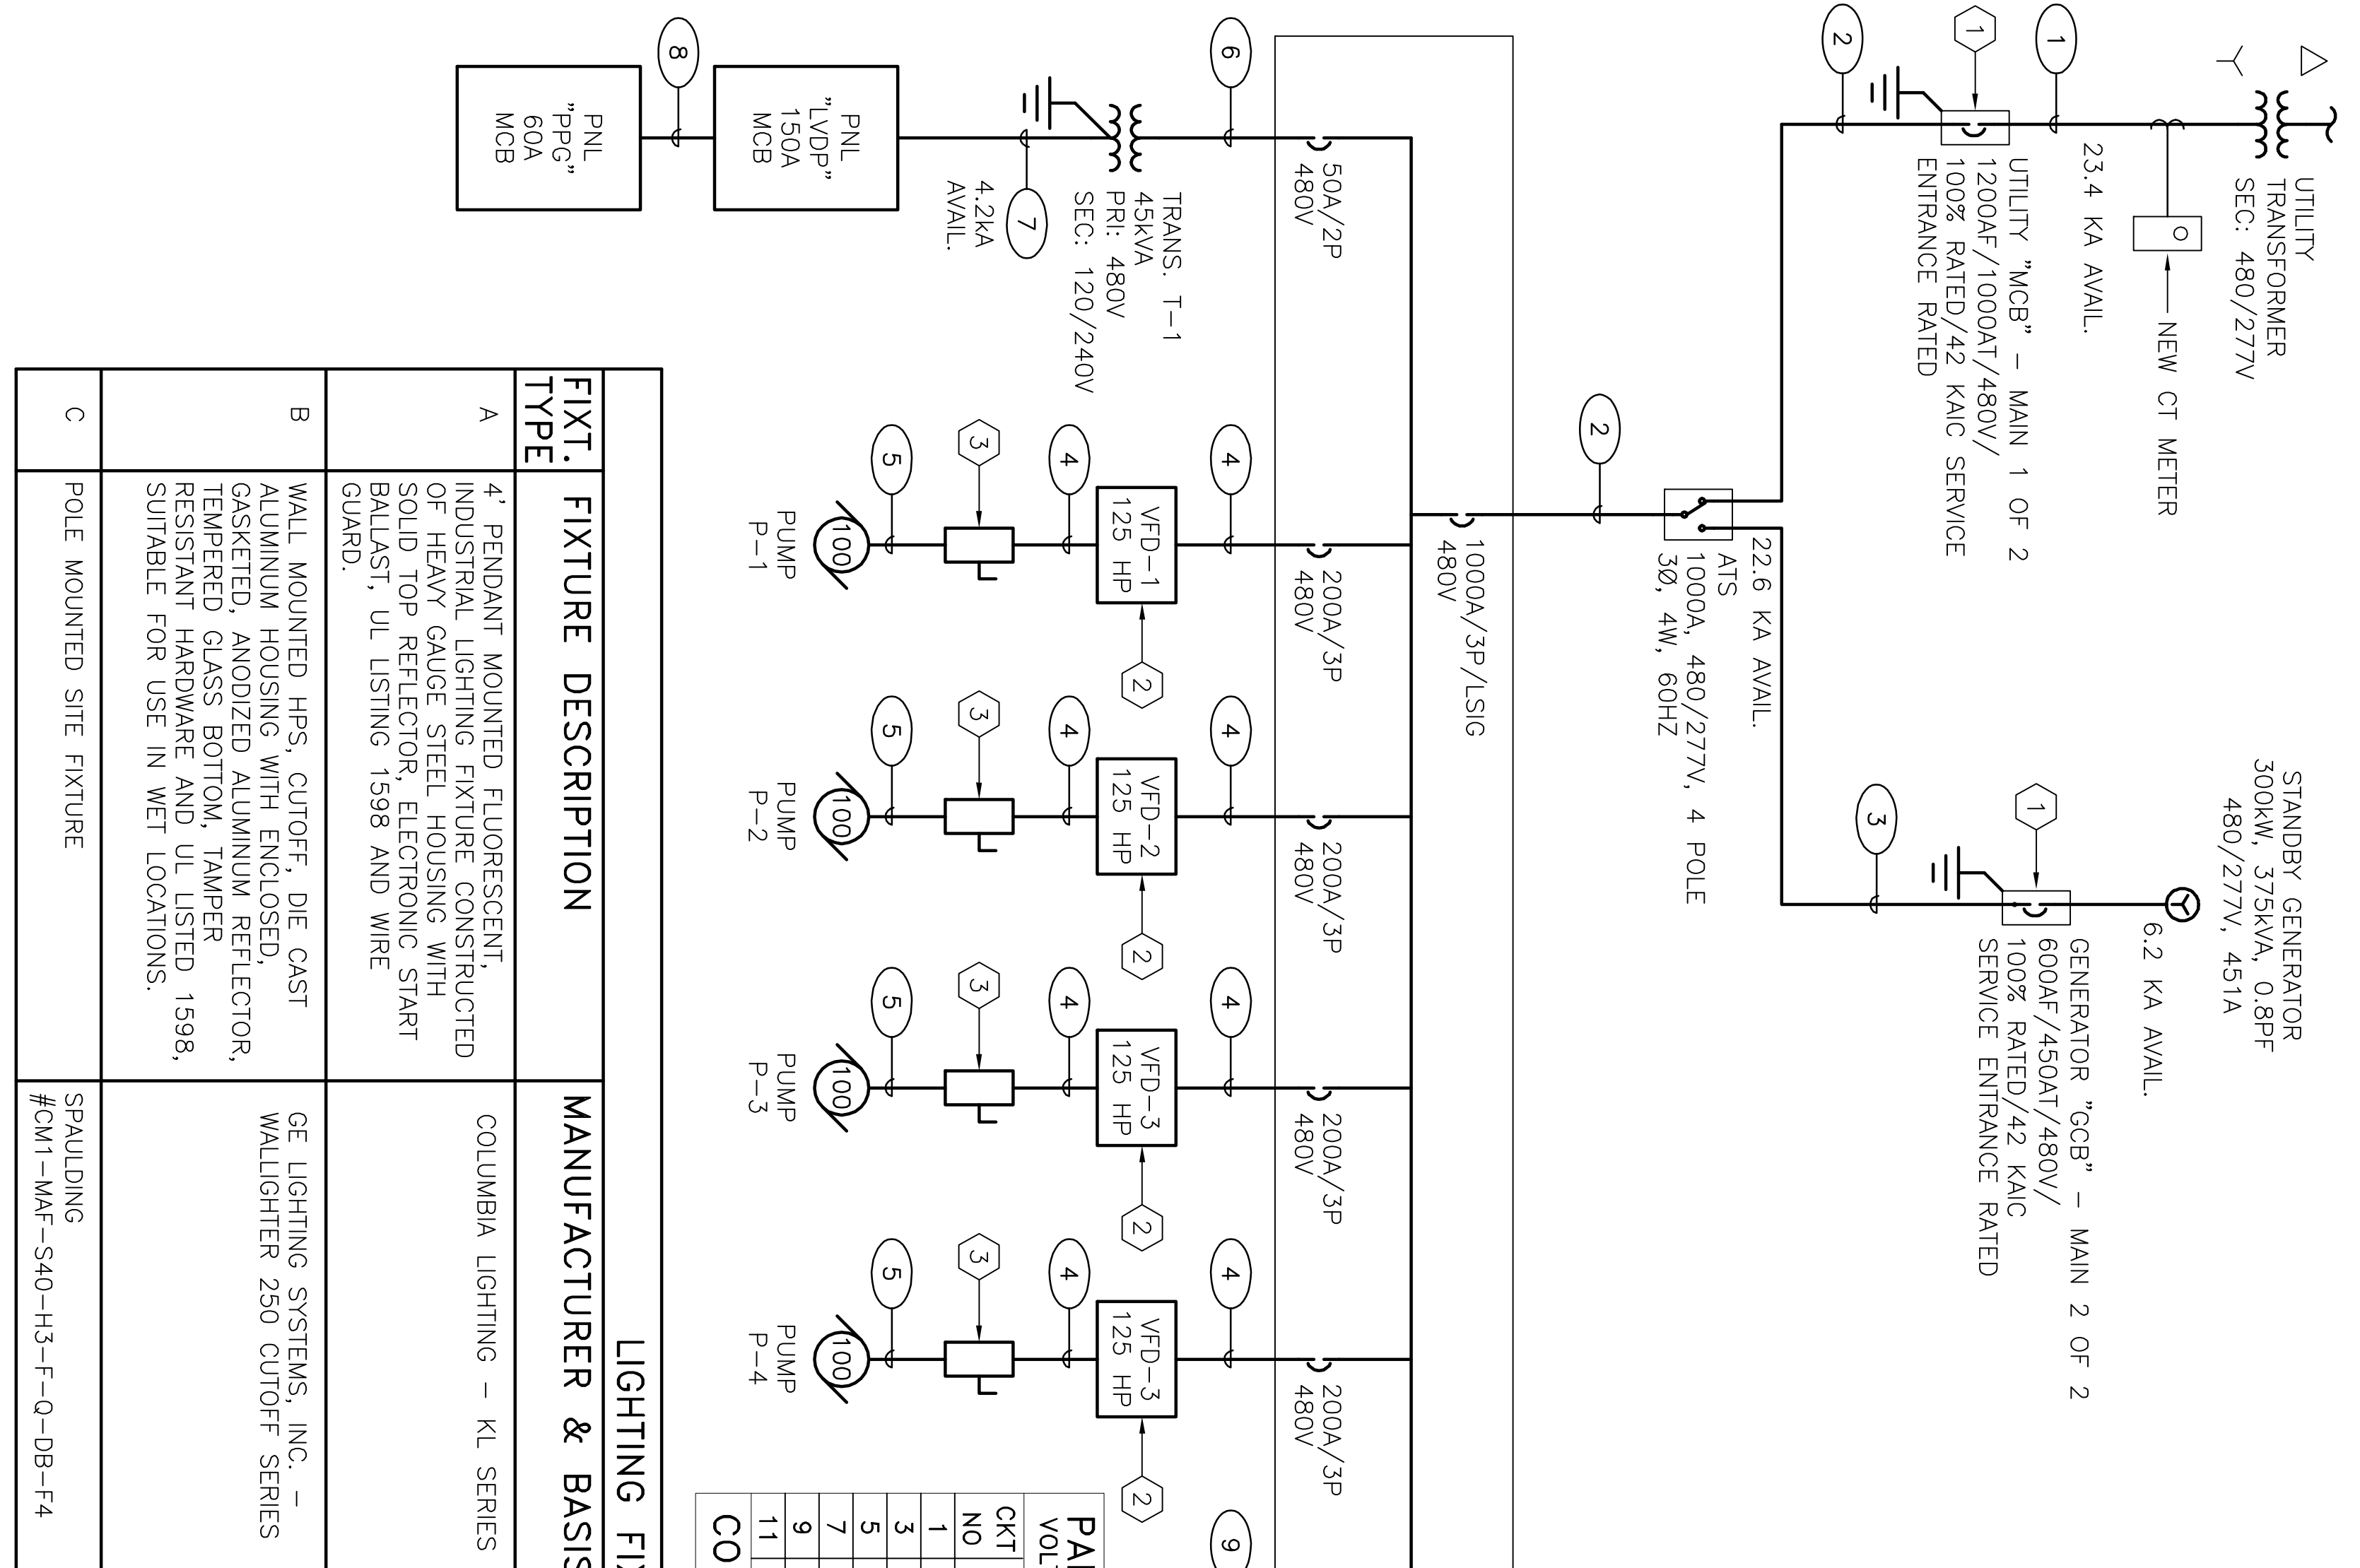 UTILITY
TRANSFORMER
SEC: 480/277V
NEW CT METER
1
23.4 KA AVAIL.
1
UTILITY "MCB" – MAIN 1 OF 2
1200AF/1000AT/480V/
100% RATED/42 KAIC SERVICE
ENTRANCE RATED
2
STANDBY GENERATOR
300kW, 375kVA, 0.8PF
480/277V, 451A
6.2 KA AVAIL.
1
GENERATOR "GCB" – MAIN 2 OF 2
600AF/450AT/480V/
100% RATED/42 KAIC
SERVICE ENTRANCE RATED
3
22.6 KA AVAIL.
ATS
1000A, 480/277V, 4 POLE
3Ø, 4W, 60HZ
2
1000A/3P/LSIG
480V
50A/2P
480V
200A/3P
480V
200A/3P
480V
200A/3P
480V
200A/3P
480V
6
4
4
4
4
9
TRANS. T–1
45kVA
PRI: 480V
SEC: 120/240V
VFD–1
125 HP
2
VFD–2
125 HP
2
VFD–3
125 HP
2
VFD–3
125 HP
2
7
4.2kA
AVAIL.
4
4
4
4
3
3
3
3
5
5
5
5
PNL
"LVDP"
150A
MCB
100
100
100
100
PUMP
P–1
PUMP
P–2
PUMP
P–3
PUMP
P–4
8
PNL
"PPG"
60A
MCB
CKT
NO
1
3
5
7
9
11
FIXT.
TYPE
FIXTURE DESCRIPTION
MANUFACTURER &
A
4' PENDANT MOUNTED FLUORESCENT,
INDUSTRIAL LIGHTING FIXTURE CONSTRUCTED
OF HEAVY GAUGE STEEL HOUSING WITH
SOLID TOP REFLECTOR, ELECTRONIC START
BALLAST, UL LISTING 1598 AND WIRE
GUARD.
COLUMBIA LIGHTING – KL SERIES
B
WALL MOUNTED HPS, CUTOFF, DIE CAST
ALUMINUM HOUSING WITH ENCLOSED,
GASKETED, ANODIZED ALUMINUM REFLECTOR,
TEMPERED GLASS BOTTOM, TAMPER
RESISTANT HARDWARE AND UL LISTED 1598,
SUITABLE FOR USE IN WET LOCATIONS.
GE LIGHTING SYSTEMS, INC. –
WALLIGHTER 250 CUTOFF SERIES
C
POLE MOUNTED SITE FIXTURE
SPAULDING
#CM1–MAF–S40–H3–F–Q–DB–F4
LIGHTING